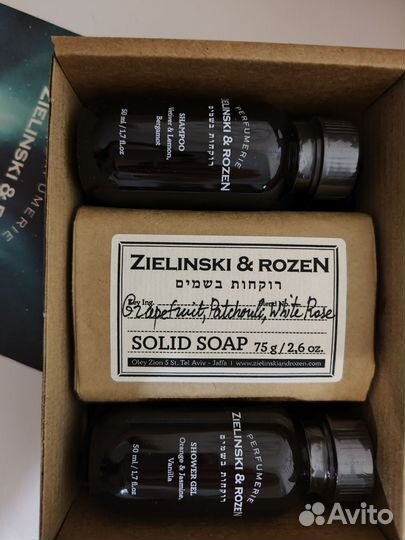 PERFUMERIE
ZIELINSKI & ROZEN
רוקחות בשמים
SHAMPOO
Vetiver & Lemon,
Bergamot
50 ml / 1,7 fl.oz
ZIELINSKI & ROZEN
רוקחות בשמים
Key Ing.
Grapefruit, Patchouli, White Rose
SOLID SOAP 75 g / 2,6 oz.
Oley Zion 5 St. Tel Aviv - Jaffa | www.zielinskiandrozen.com
PERFUMERIE
ZIELINSKI & ROZEN
רוקחות בשמים
SHOWER GEL
Orange & Jasmine,
Vanilla
50 ml / 1,7 fl.oz
ZIELINSKI & RO
Avito